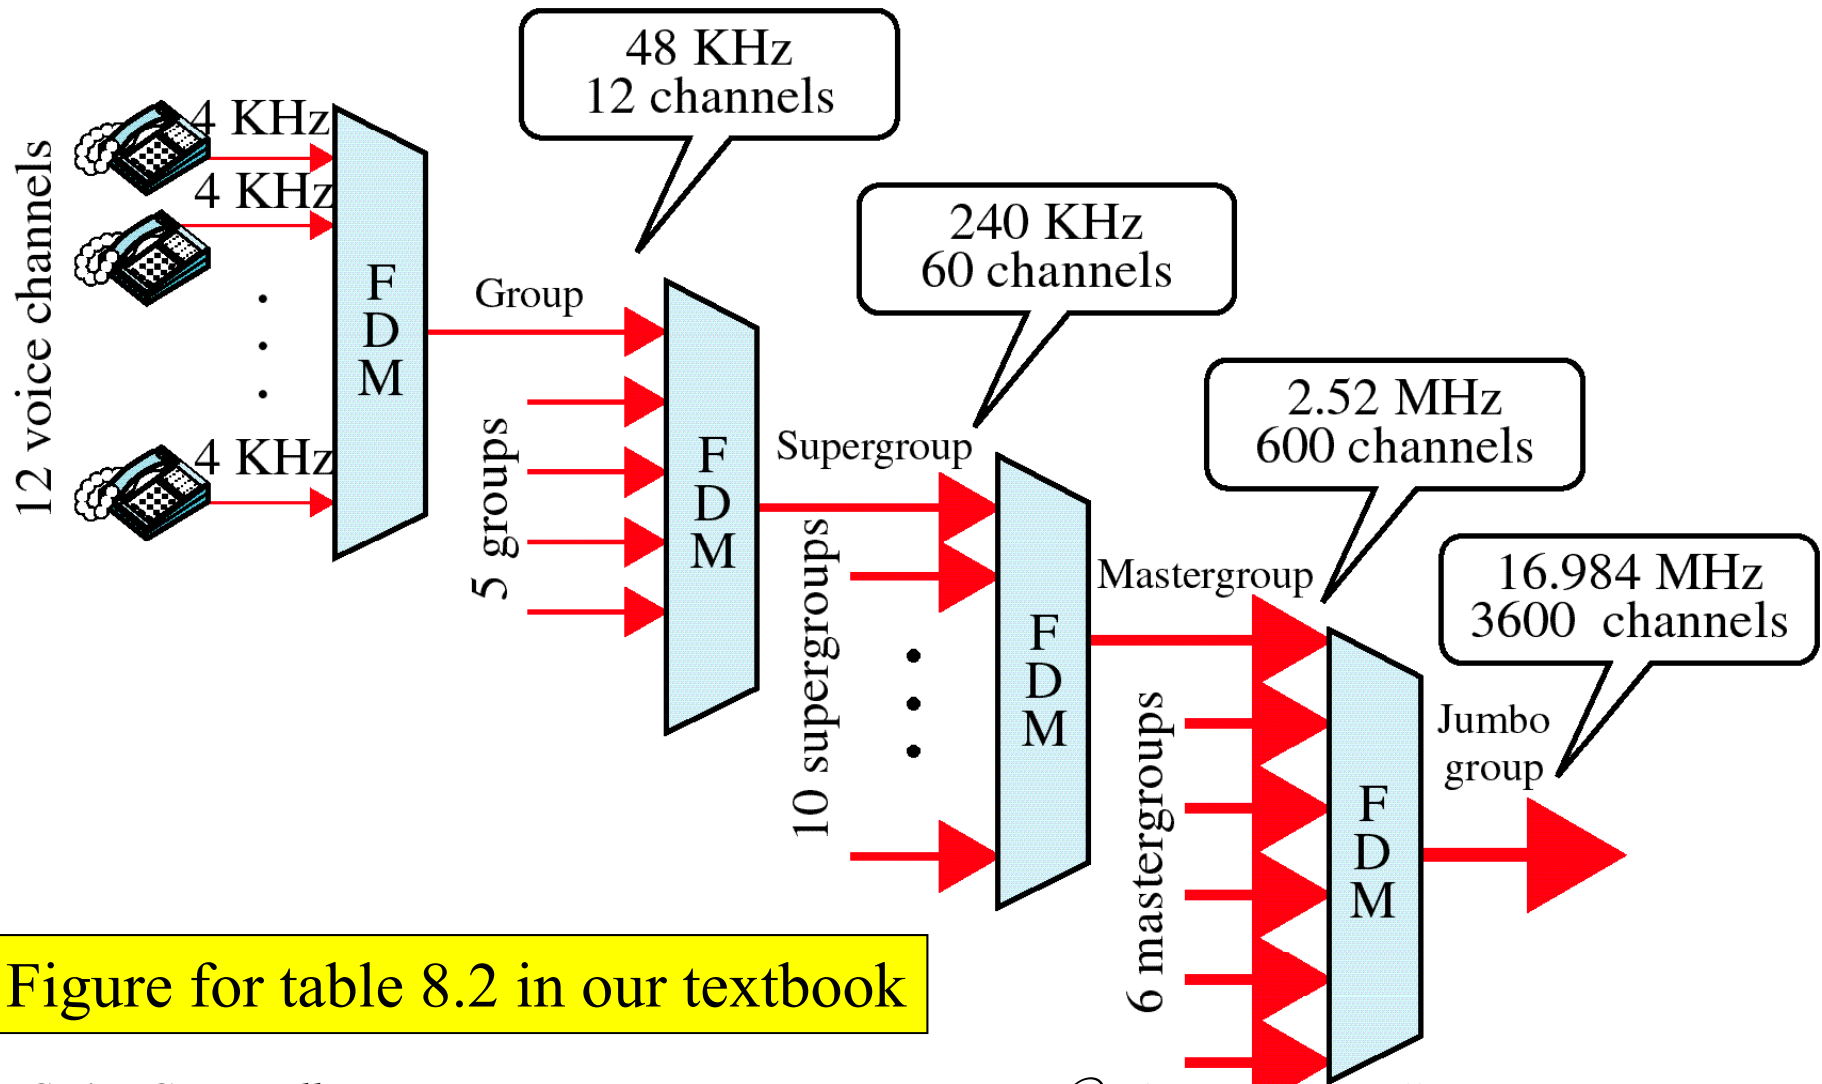 48 KHz
12 channels
4 KHz
4 KHz
4 KHz
12 voice channels
F
D
M
Group
240 KHz
60 channels
5 groups
F
D
M
Supergroup
2.52 MHz
600 channels
10 supergroups
F
D
M
Mastergroup
16.984 MHz
3600 channels
6 mastergroups
F
D
M
Jumbo
group
Figure for table 8.2 in our textbook